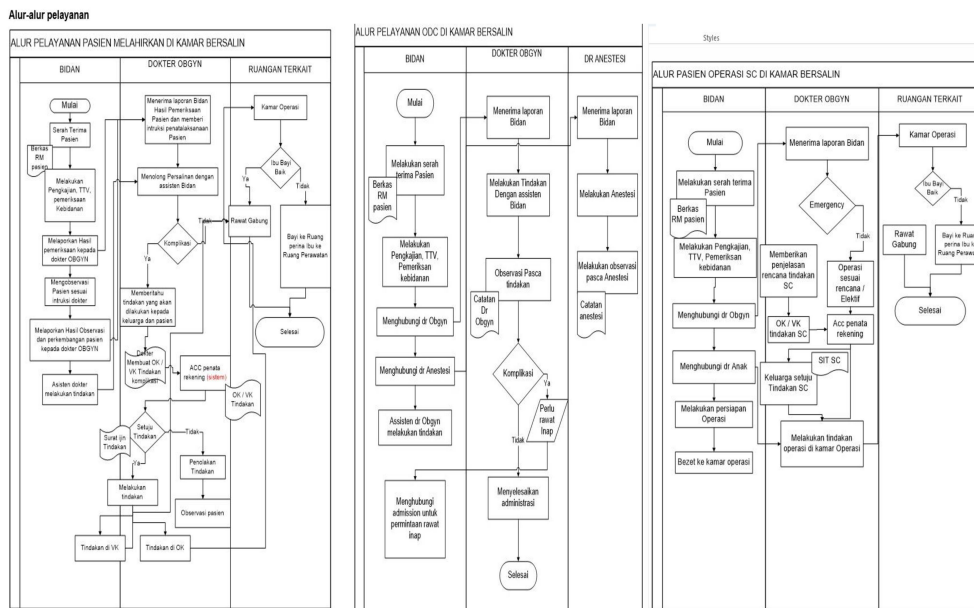 Alur-alur pelayanan
ALUR PELAYANAN PASIEN MELAHIRKAN DI KAMAR BERSALIN
BIDAN
DOKTER OBGYN
RUANGAN TERKAIT
Mulai
Serah Terima
Pasien
Berkas
RM
pasien
Melakukan
Pengkajian, TTV,
pemeriksaan
Kebidanan
Melaporkan Hasil
pemeriksaan kepada
dokter OBGYN
Mengobservasi
Pasien sesuai
intruksi dokter
Melaporkan Hasil Observasi
dan perkembangan pasien
kepada dokter OBGYN
Asisten dokter
melakukan tindakan
Menerima laporan Bidan
Hasil Pemeriksaan
Pasien dan memberi
intruksi penatalaksanaan
Pasien
Menolong Persalinan dengan
assisten Bidan
Komplikasi
Tidak
Ya
Memberitahu
tindakan yang akan
dilakukan kepada
keluarga dan pasien
Dokter
Membuat OK /
VK Tindakan
komplikasi
ACC penata
rekening (sistem)
OK / VK
Tindakan
Setuju
Tindakan
Tidak
Surat ijin
Tindakan
Ya
Penolakan
Tindakan
Melakukan
tindakan
Observasi pasien
Tindakan di VK
Tindakan di OK
Kamar Operasi
Ibu Bayi
Baik
Ya
Tidak
Rawat Gabung
Bayi ke Ruang
perina Ibu ke
Ruang Perawatan
Selesai
ALUR PELAYANAN ODC DI KAMAR BERSALIN
BIDAN
DOKTER OBGYN
DR ANESTESI
Mulai
Melakukan serah
terima Pasien
Berkas
RM
pasien
Melakukan
Pengkajian, TTV,
Pemeriksan
kebidanan
Menghubungi dr Obgyn
Menghubungi dr Anestesi
Assisten dr Obgyn
melakukan tindakan
Menghubungi
admission untuk
permintaan rawat
inap
Menerima laporan
Bidan
Melakukan Tindakan
Dengan assisten
Bidan
Observasi Pasca
tindakan
Catatan
Dr
Obgyn
Komplikasi
Ya
Tidak
Perlu
rawat
Inap
Menyelesaikan
administrasi
Selesai
Menerima laporan
Bidan
Melakukan Anestesi
Melakukan observasi
pasca Anestesi
Catatan
anestesi
Styles
ALUR PASIEN OPERASI SC DI KAMAR BERSALIN
BIDAN
DOKTER OBGYN
RUANGAN TERKAIT
Mulai
Melakukan serah terima
Pasien
Berkas
RM pasien
Melakukan Pengkajian, TTV,
Pemeriksan
kebidanan
Menghubungi dr Obgyn
Menghubungi dr Anak
Melakukan persiapan
Operasi
Bezet ke kamar operasi
Menerima laporan Bidan
Emergency
Tidak
Memberikan
penjelasan
rencana tindakan
SC
Operasi
sesuai
rencana /
Elektif
OK / VK
tindakan SC
Acc penata
rekening
SIT SC
Keluarga setuju
Tindakan SC
Melakukan tindakan
operasi di kamar Operasi
Kamar Operasi
Ibu Bayi
Baik
Ya
Tidak
Rawat
Gabung
Bayi ke Ruan
perina Ibu ke
Ruang Perawata
Selesai